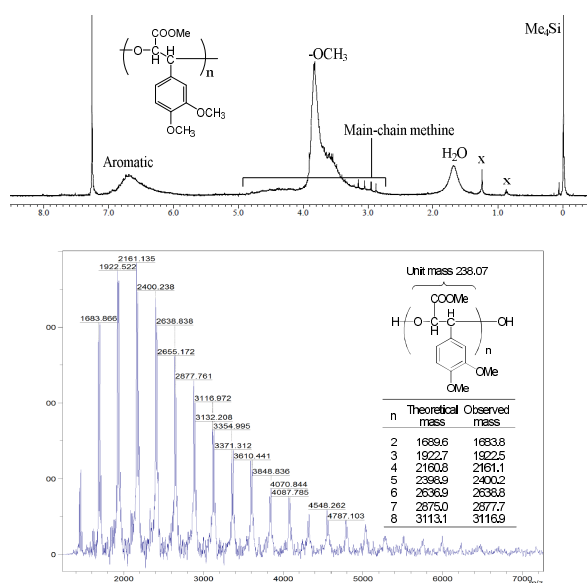 Me4Si
COOMe
O
C
C
H
H
n
-OCH3
OCH3
OCH3
Main-chain methine
H2O
Aromatic
x
x
8.0 7.0 6.0 5.0 4.0 3.0 2.0 1.0 0
2161.135
1922.522
2400.238
1683.866
2638.838
2655.172
2877.761
3116.972
3132.208
3354.995
3371.312
3610.441
3848.836
4070.844
4087.785
4548.262
4787.103
00
00
00
0
2000 3000 4000 5000 6000 7000
Unit mass 238.07
COOMe
H
O
C
C
OH
H
H
n
OMe
OMe
n Theoretical mass Observed mass
2 1689.6 1683.8
3 1922.7 1922.5
4 2160.8 2161.1
5 2398.9 2400.2
6 2636.9 2638.8
7 2875.0 2877.7
8 3113.1 3116.9